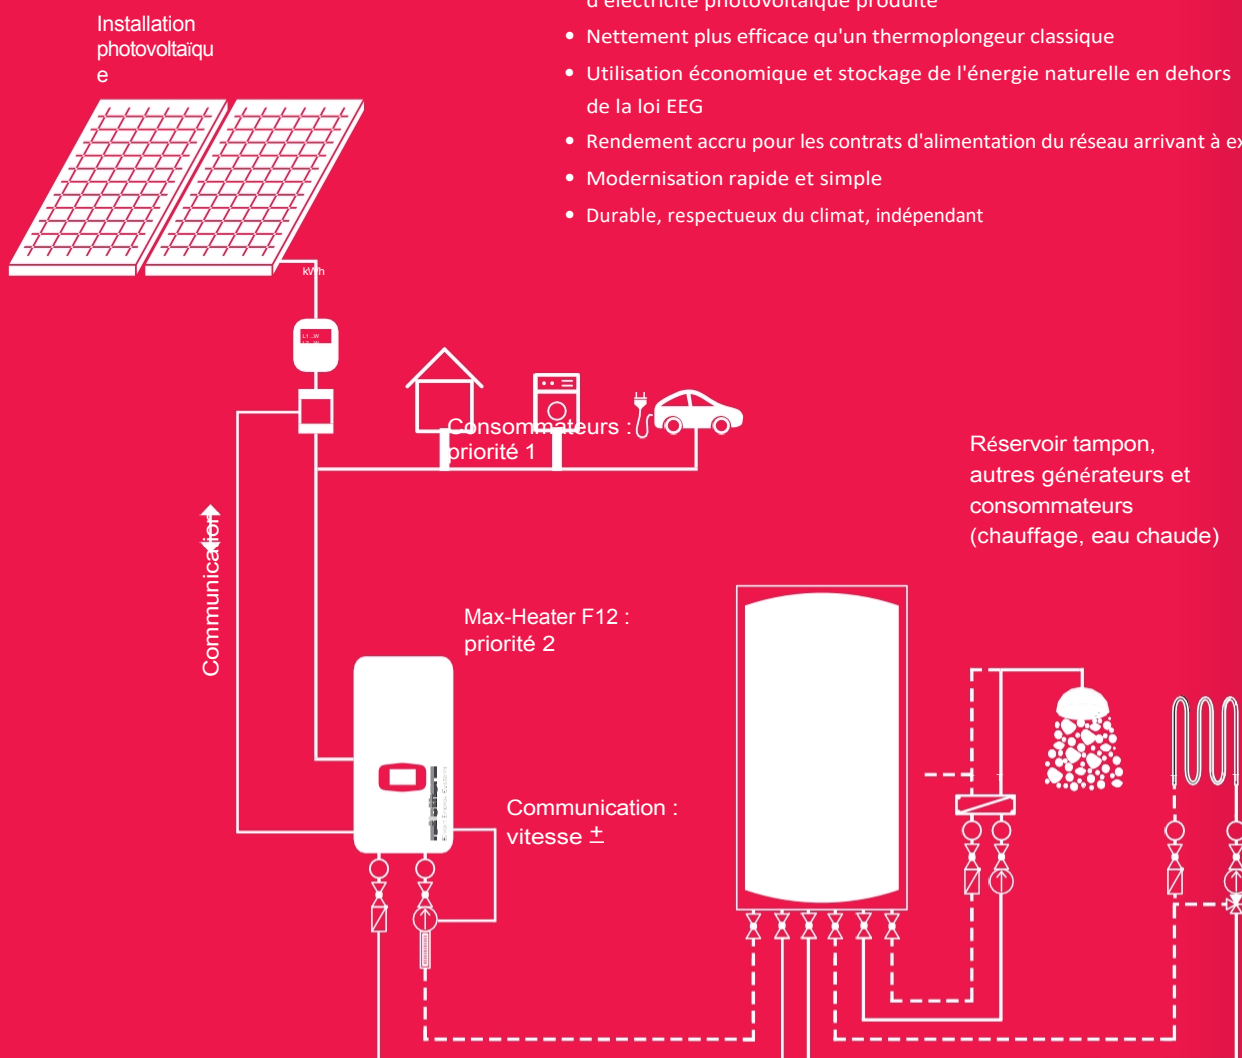 d'électricité photovoltaïque produite
Installation
photovoltaïqu
e
• Nettement plus efficace qu'un thermoplongeur classique
• Utilisation économique et stockage de l'énergie naturelle en dehors
de la loi EEG
• Rendement accru pour les contrats d'alimentation du réseau arrivant à ex
• Modernisation rapide et simple
• Durable, respectueux du climat, indépendant
kWh
L1 ..W
Consommateurs :
priorité 1
Réservoir tampon,
autres générateurs et
consommateurs
(chauffage, eau chaude)
Communication
Max-Heater F12 :
priorité 2
Communication :
vitesse ±